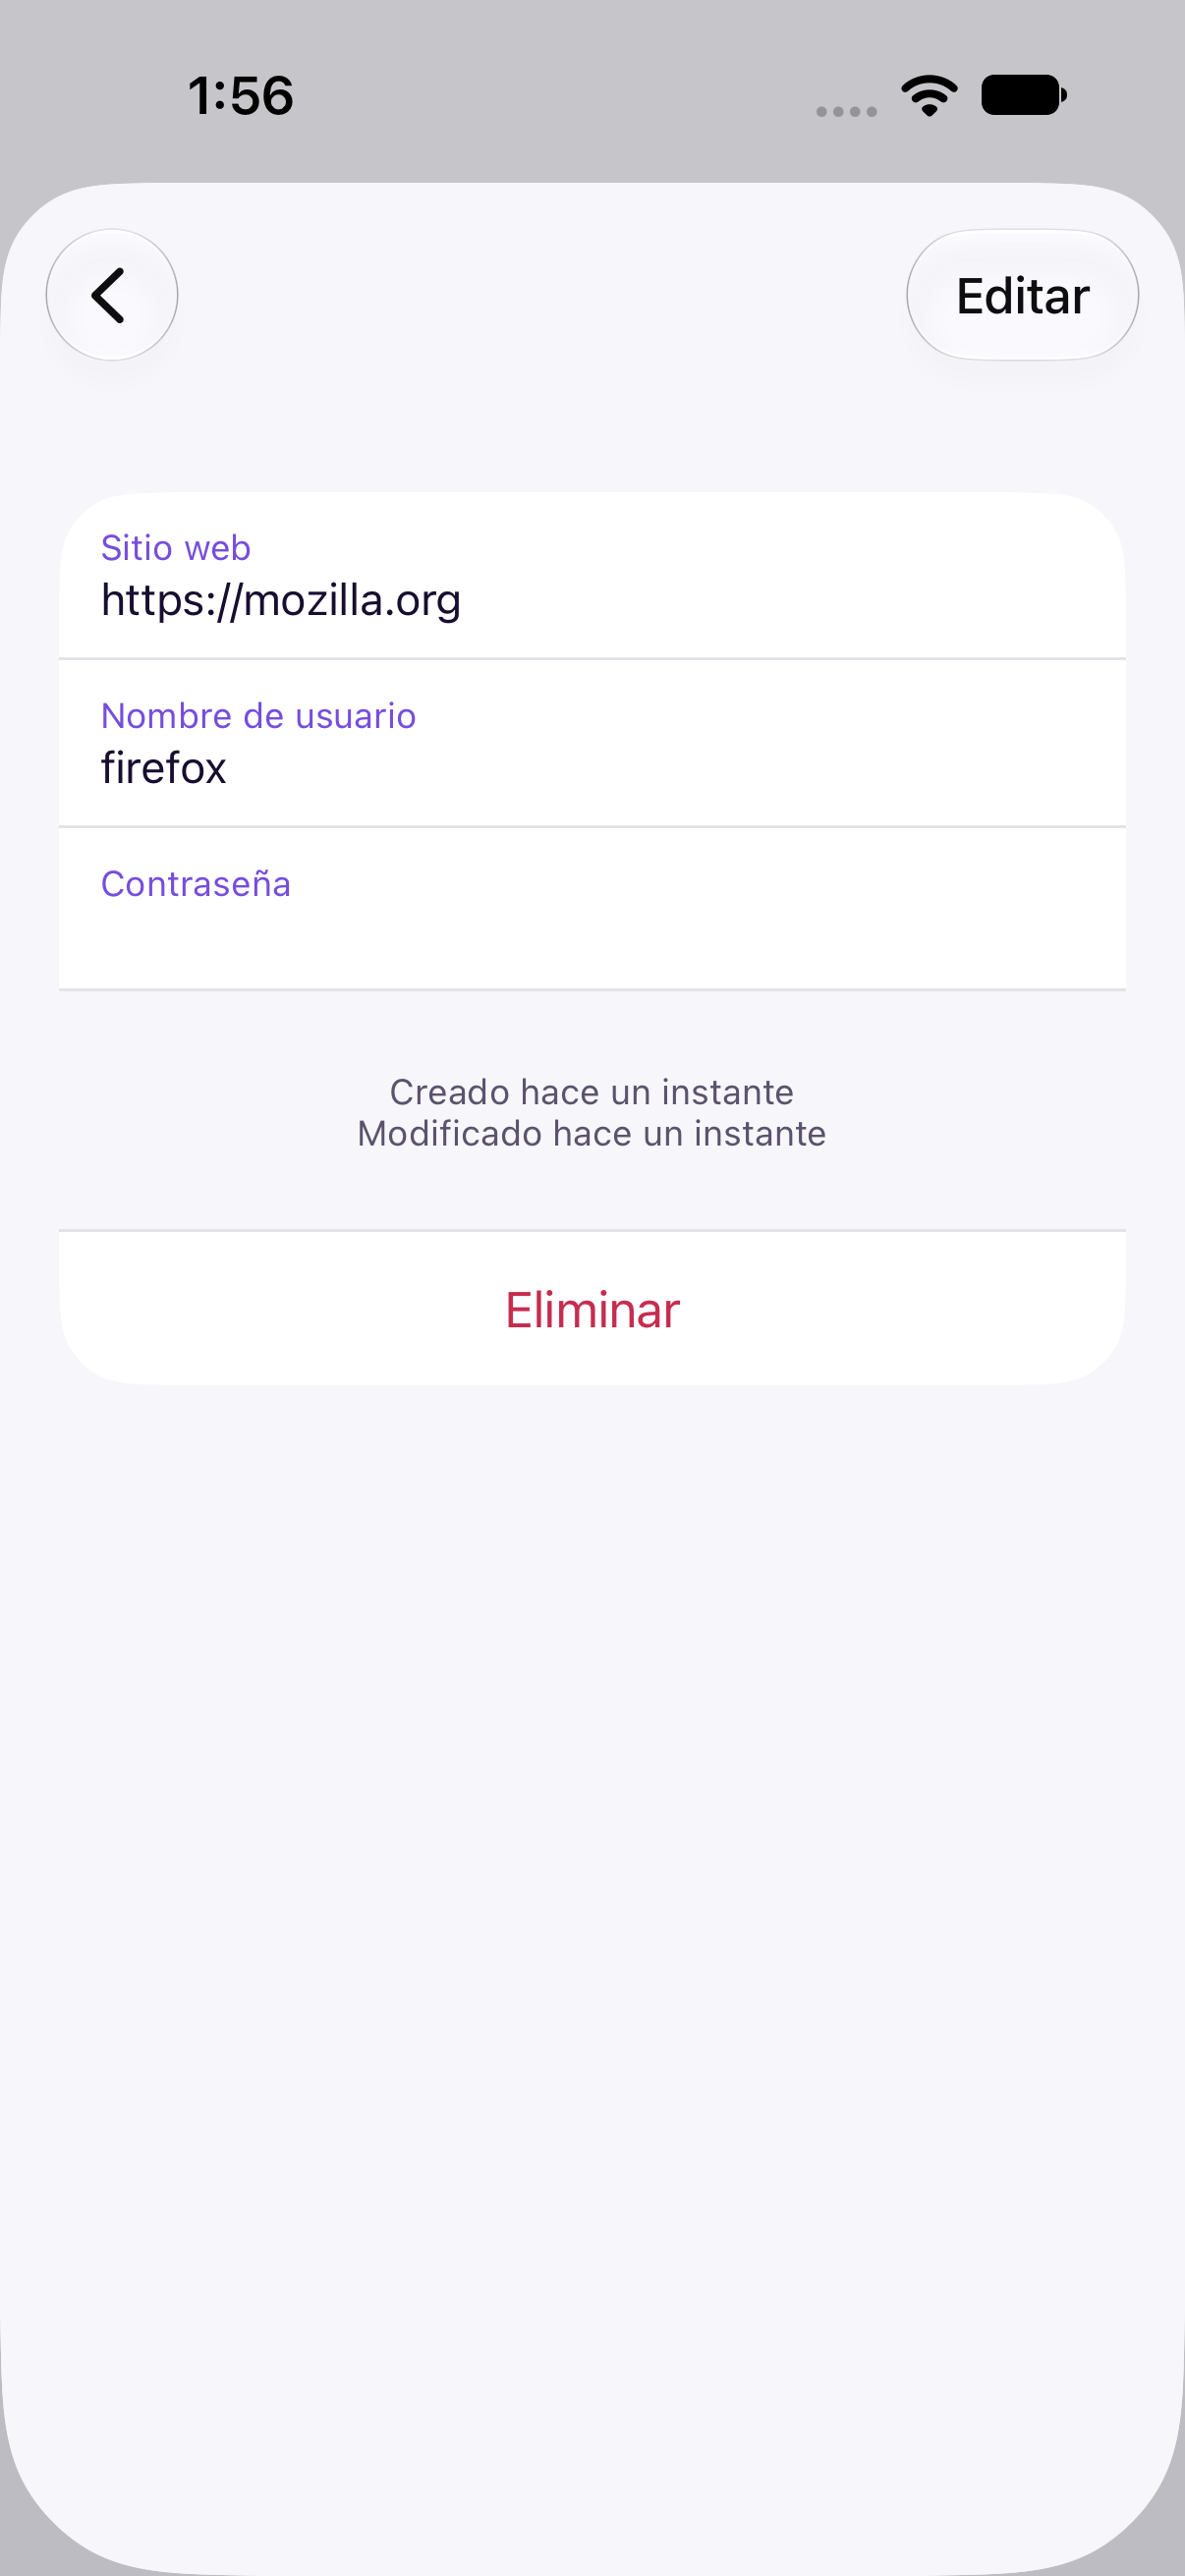 1:56
Editar
Sitio web
https://mozilla.org
Nombre de usuario
firefox
Contraseña
Creado hace un instante
Modificado hace un instante
Eliminar